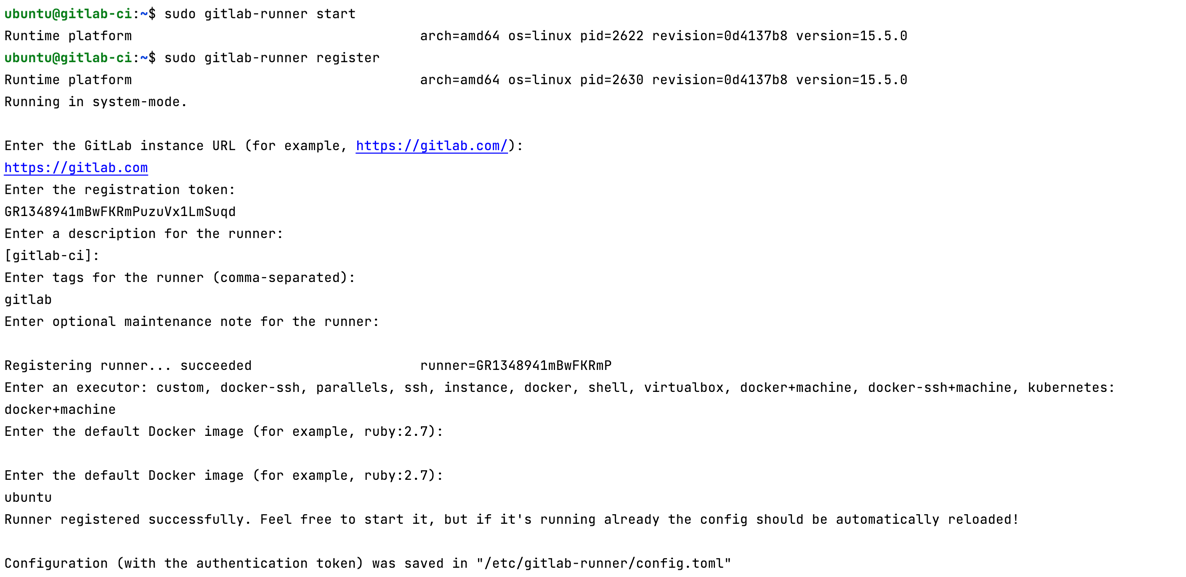 ubuntu@gitlab-ci:~$ sudo gitlab-runner start
Runtime platform                                    arch=amd64 os=linux pid=2622 revision=0d4137b8 version=15.5.0
ubuntu@gitlab-ci:~$ sudo gitlab-runner register
Runtime platform                                    arch=amd64 os=linux pid=2630 revision=0d4137b8 version=15.5.0
Running in system-mode.

Enter the GitLab instance URL (for example, https://gitlab.com/):
https://gitlab.com
Enter the registration token:
GR1348941mBwFKRmPuzuVx1LmSuqd
Enter a description for the runner:
[gitlab-ci]:
Enter tags for the runner (comma-separated):
gitlab
Enter optional maintenance note for the runner:

Registering runner... succeeded                     runner=GR1348941mBwFKRmP
Enter an executor: custom, docker-ssh, parallels, ssh, instance, docker, shell, virtualbox, docker+machine, docker-ssh+machine, kubernetes:
docker+machine
Enter the default Docker image (for example, ruby:2.7):

Enter the default Docker image (for example, ruby:2.7):
ubuntu
Runner registered successfully. Feel free to start it, but if it's running already the config should be automatically reloaded!

Configuration (with the authentication token) was saved in "/etc/gitlab-runner/config.toml"